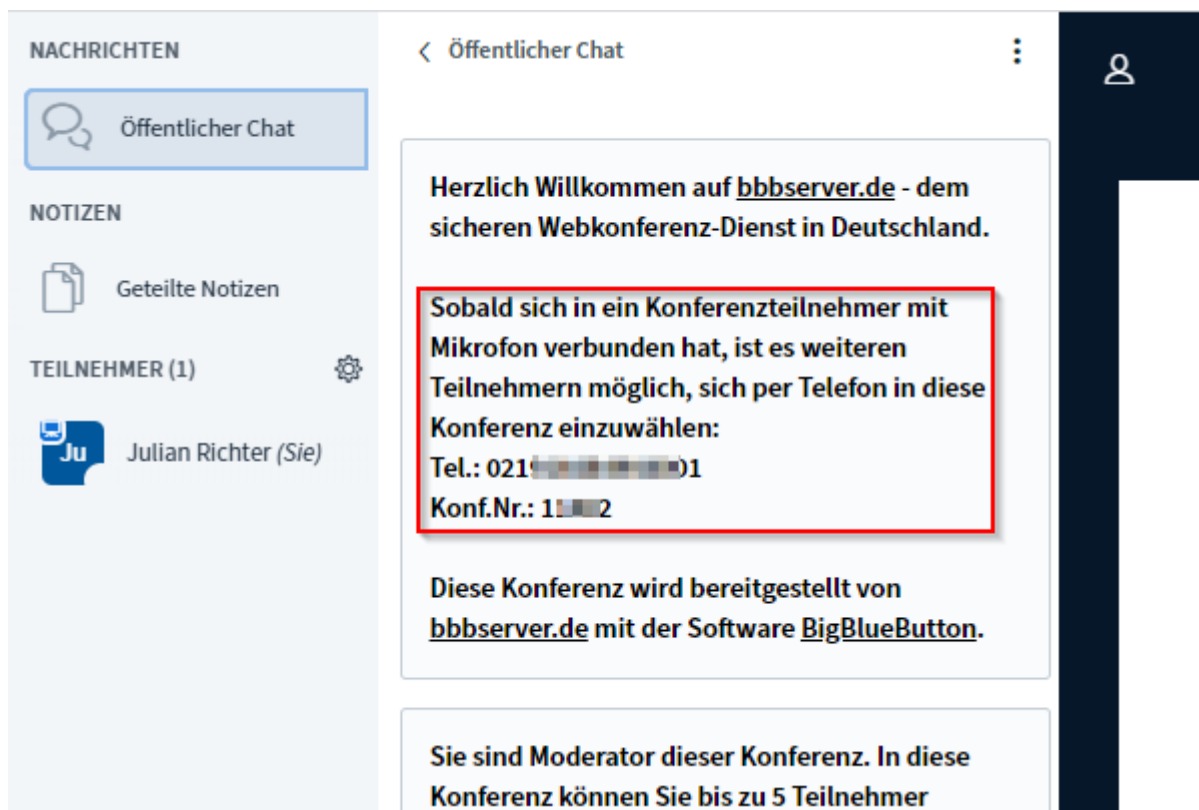 NACHRICHTEN
Öffentlicher Chat
NOTIZEN
Geteilte Notizen
TEILNEHMER (1)
Ju
Julian Richter (Sie)
Öffentlicher Chat
Herzlich Willkommen auf bbbserver.de - dem
sicheren Webkonferenz-Dienst in Deutschland.
Sobald sich in ein Konferenzteilnehmer mit
Mikrofon verbunden hat, ist es weiteren
Teilnehmern möglich, sich per Telefon in diese
Konferenz einzuwählen:
Tel.:
Konf.Nr.:
Diese Konferenz wird bereitgestellt von
bbbserver.de mit der Software BigBlueButton.
Sie sind Moderator dieser Konferenz. In diese
Konferenz können Sie bis zu 5 Teilnehmer